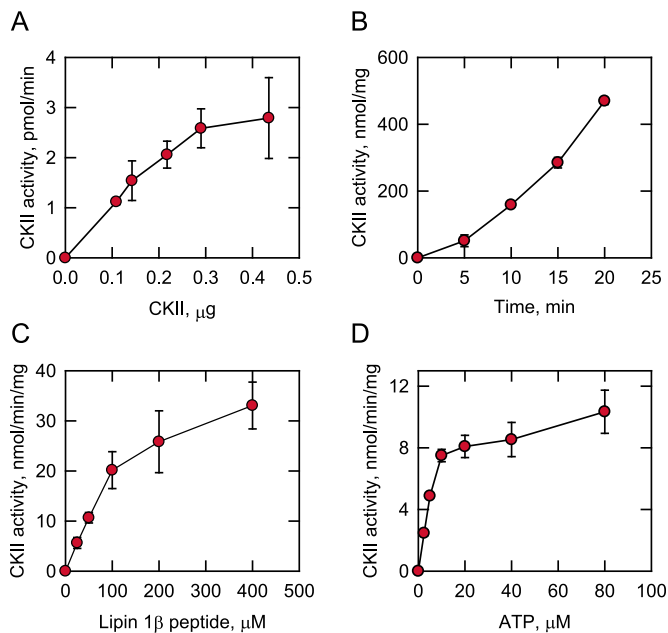 A
CKII activity, pmol/min
4
3
2
1
0
0.0 0.1 0.2 0.3 0.4 0.5
CKII, μg
B
CKII activity, nmol/mg
600
400
200
0
0 5 10 15 20 25
Time, min
C
CKII activity, nmol/min/mg
40
30
20
10
0
0 100 200 300 400 500
Lipin 1β peptide, μM
D
CKII activity, nmol/min/mg
12
8
4
0
0 20 40 60 80 100
ATP, μM